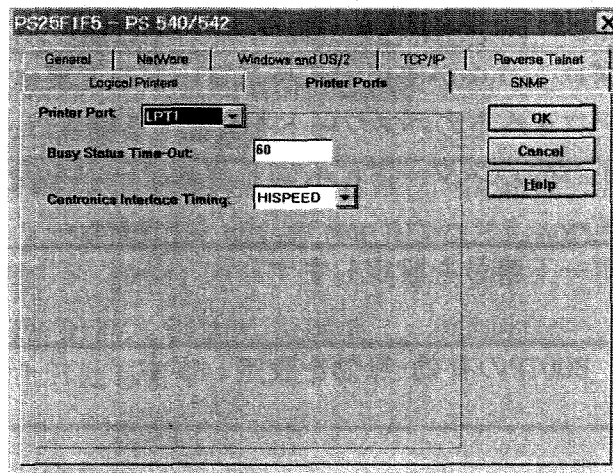 PS25F1F5 - PS 540/542
General NetWare Windows and OS/2 TCP/IP Reverse Telnet
Logical Printers Printer Ports SNMP
Printer Port: LPT1
OK
Busy Status Time-Out: 60
Cancel
Help
Centronics Interface Timing: HISPEED